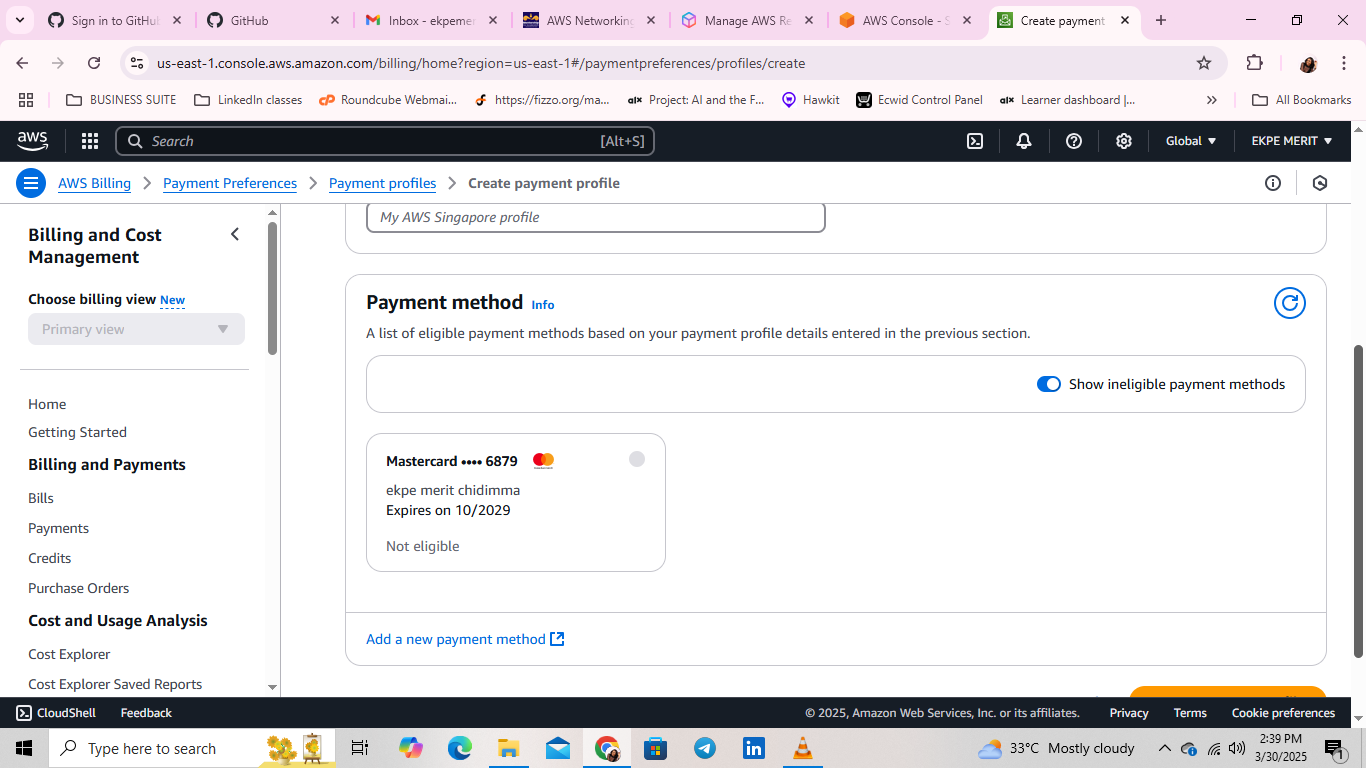 Sign in to GitHub
GitHub
Inbox - ekpemer
AWS Networking
Manage AWS Re
AWS Console - S
Create payment
us-east-1.console.aws.amazon.com/billing/home?region=us-east-1#/paymentpreferences/profiles/create
BUSINESS SUITE
LinkedIn classes
Roundcube Webmai...
https://fizzo.org/ma...
alx Project: AI and the F...
Hawkit
Ecwid Control Panel
alx Learner dashboard |...
All Bookmarks
aws
Search
[Alt+S]
Global
EKPE MERIT
AWS Billing
Payment Preferences
Payment profiles
Create payment profile
Billing and Cost
Management
Choose billing view New
Primary view
Home
Getting Started
Billing and Payments
Bills
Payments
Credits
Purchase Orders
Cost and Usage Analysis
Cost Explorer
Cost Explorer Saved Reports
My AWS Singapore profile
Payment method Info
A list of eligible payment methods based on your payment profile details entered in the previous section.
Show ineligible payment methods
Mastercard •••• 6879
ekpe merit chidimma
Expires on 10/2029
Not eligible
Add a new payment method
CloudShell
Feedback
© 2025, Amazon Web Services, Inc. or its affiliates.
Privacy
Terms
Cookie preferences
Type here to search
33°C Mostly cloudy
2:39 PM
3/30/2025
1